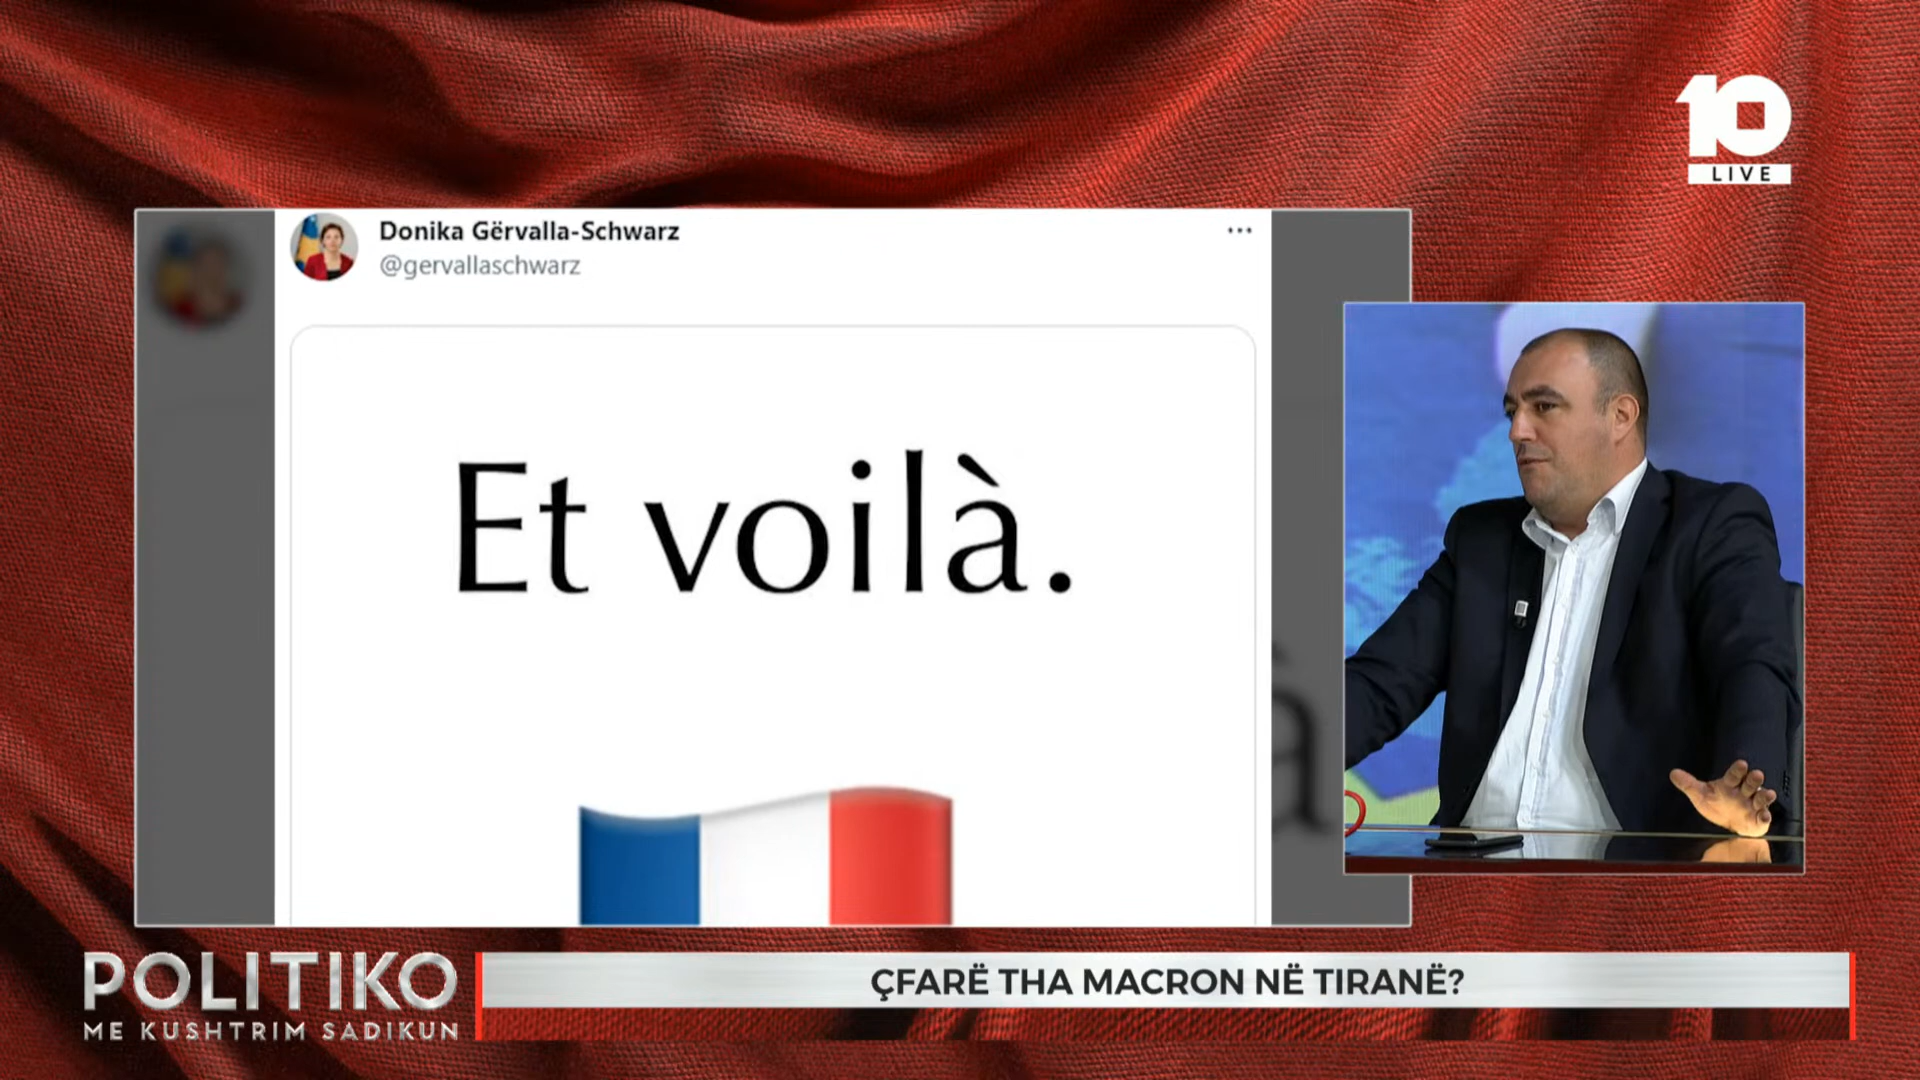 10
LIVE
Donika Gërvalla-Schwarz
@gervallaschwarz
Et voilà.
à
POLITIKO
ME KUSHTRIM SADIKUN
ÇFARË THA MACRON NË TIRANË?